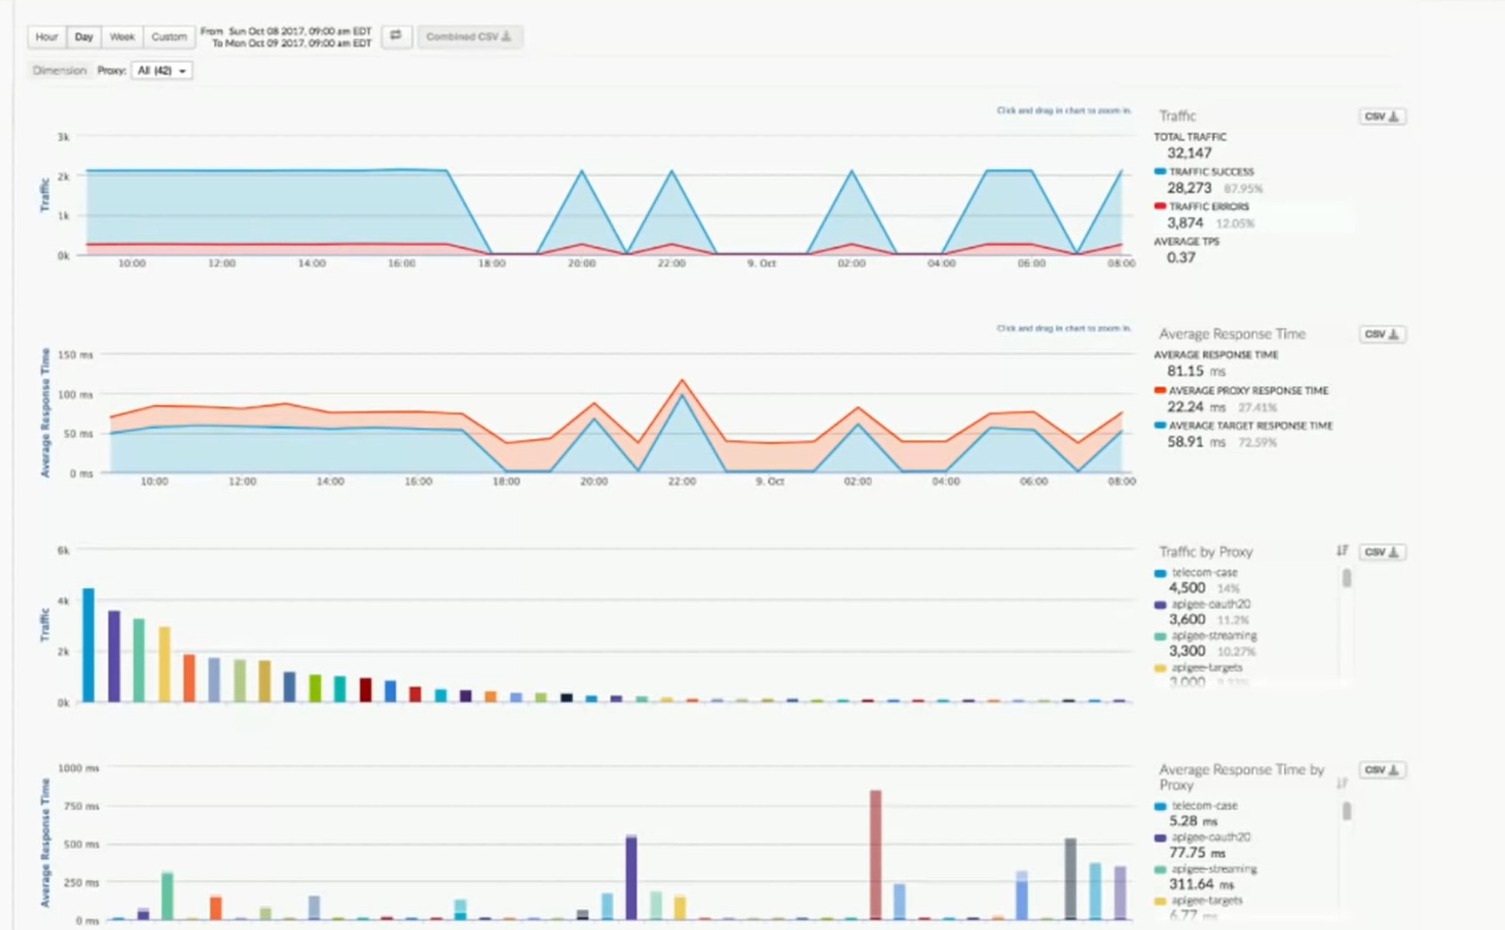 Hour Day Week Custom From Sun Oct 08 2017, 09:00 am EDT Combined CSV
To Mon Oct 09 2017, 09:00 am EDT
Dimension Proxy: All (42)
Click and drag in chart to zoom in.
Traffic
3k
2k
1k
0k
10:00 12:00 14:00 16:00 18:00 20:00 22:00 9. Oct 02:00 04:00 06:00 08:00
Traffic CSV
TOTAL TRAFFIC
32,147
TRAFFIC SUCCESS
28,273 87.95%
TRAFFIC ERRORS
3,874 12.05%
AVERAGE TPS
0.37
Click and drag in chart to zoom in.
Average Response Time
150 ms
100 ms
50 ms
0 ms
10:00 12:00 14:00 16:00 18:00 20:00 22:00 9. Oct 02:00 04:00 06:00 08:00
Average Response Time CSV
AVERAGE RESPONSE TIME
81.15 ms
AVERAGE PROXY RESPONSE TIME
22.24 ms 27.41%
AVERAGE TARGET RESPONSE TIME
58.91 ms 72.59%
Traffic
6k
4k
2k
0k
Traffic by Proxy CSV
telecom-case
4,500 14%
apigee-oauth20
3,600 11.2%
apigee-streaming
3,300 10.27%
apigee-targets
3,000
Average Response Time
1000 ms
750 ms
500 ms
250 ms
0 ms
Average Response Time by CSV
Proxy
telecom-case
5.28 ms
apigee-oauth20
77.75 ms
apigee-streaming
311.64 ms
apigee-targets
6.77 ms